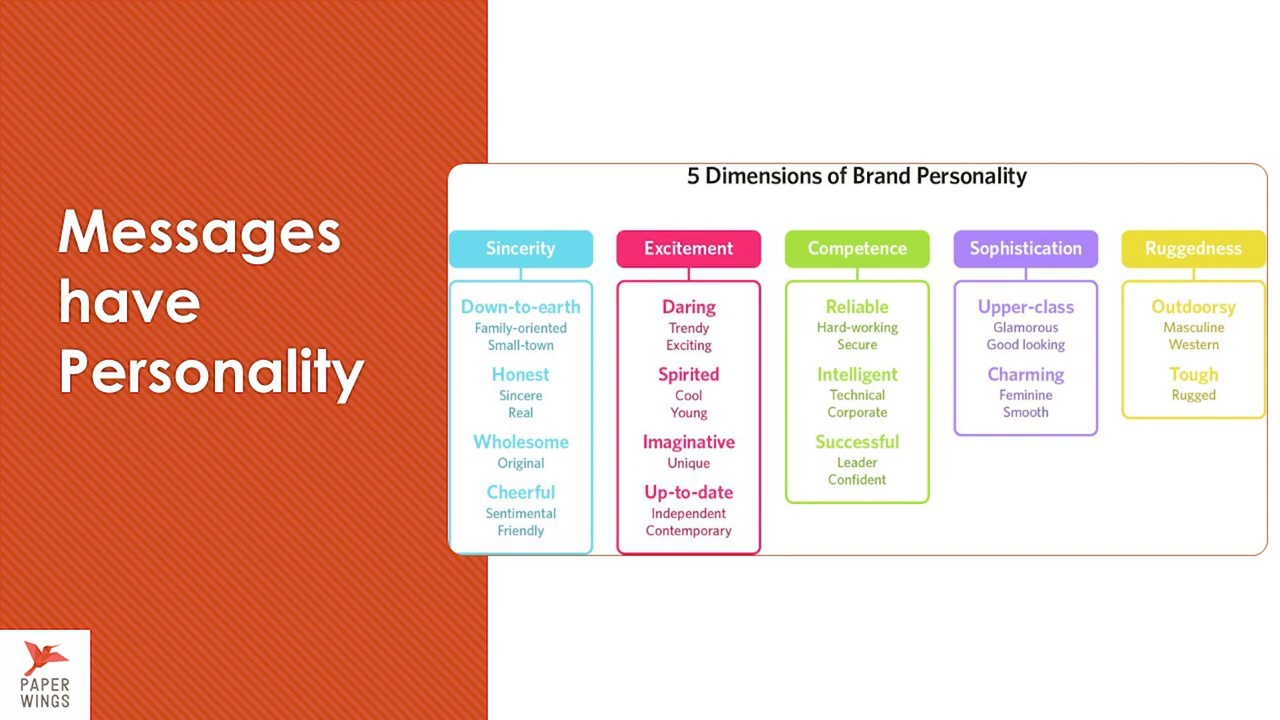 Messages
have
Personality
5 Dimensions of Brand Personality
Sincerity
Down-to-earth
Family-oriented
Small-town
Honest
Sincere
Real
Wholesome
Original
Cheerful
Sentimental
Friendly
Excitement
Daring
Trendy
Exciting
Spirited
Cool
Young
Imaginative
Unique
Up-to-date
Independent
Contemporary
Competence
Reliable
Hard-working
Secure
Intelligent
Technical
Corporate
Successful
Leader
Confident
Sophistication
Upper-class
Glamorous
Good looking
Charming
Feminine
Smooth
Ruggedness
Outdoorsy
Masculine
Western
Tough
Rugged
PAPER
WINGS